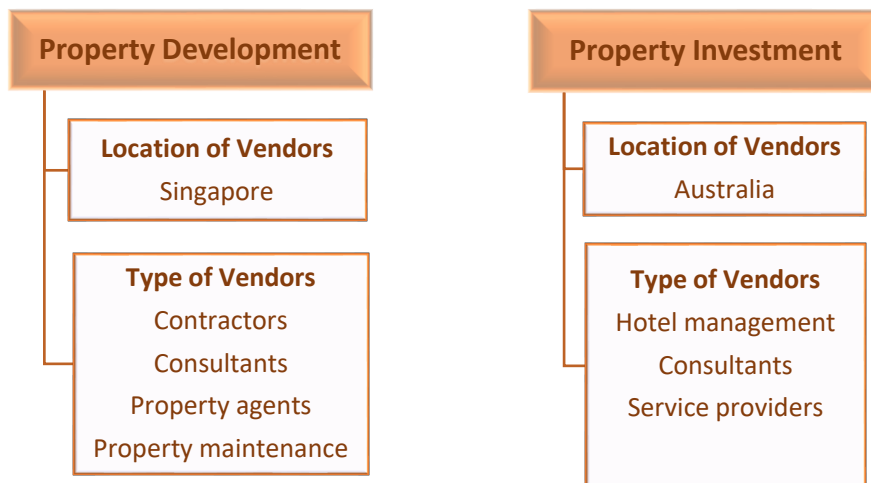 Property Development
Location of Vendors
Singapore
Type of Vendors
Contractors
Consultants
Property agents
Property maintenance
Property Investment
Location of Vendors
Australia
Type of Vendors
Hotel management
Consultants
Service providers